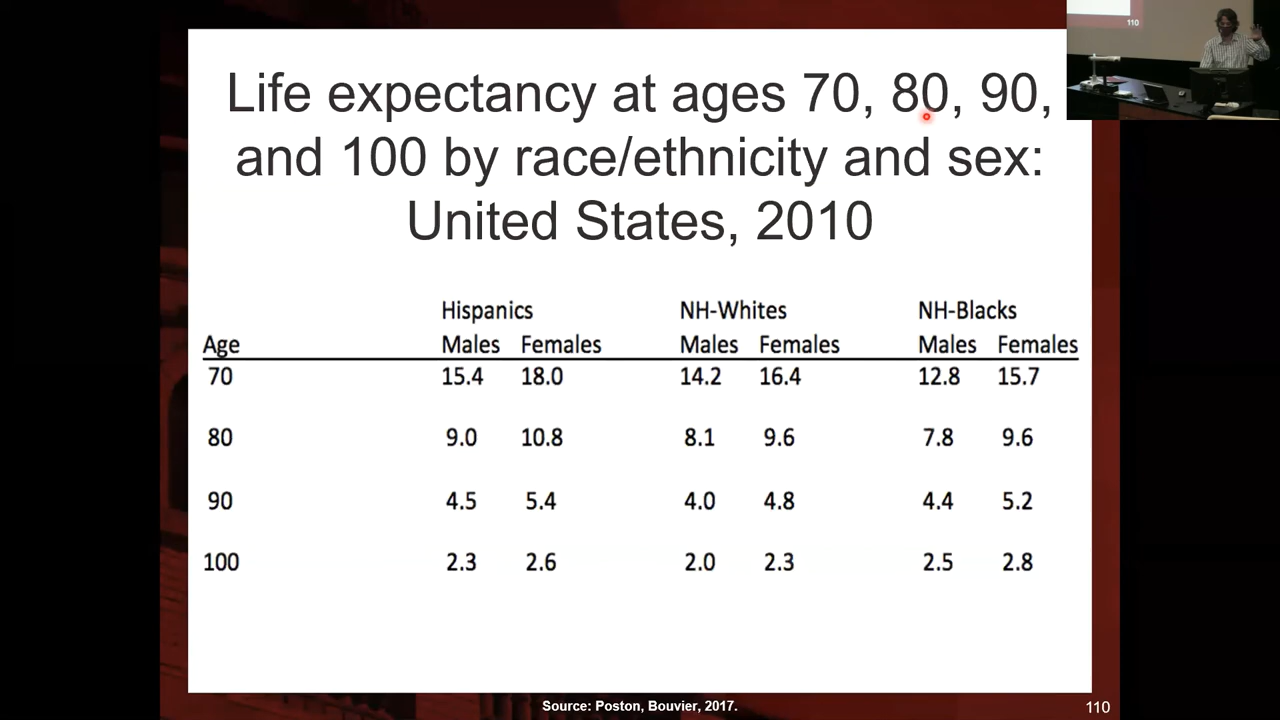 Life expectancy at ages 70, 80, 90,
and 100 by race/ethnicity and sex:
United States, 2010
Hispanics NH-Whites NH-Blacks
Age Males Females Males Females Males Females
70 15.4 18.0 14.2 16.4 12.8 15.7
80 9.0 10.8 8.1 9.6 7.8 9.6
90 4.5 5.4 4.0 4.8 4.4 5.2
100 2.3 2.6 2.0 2.3 2.5 2.8
Source: Poston, Bouvier, 2017.
110
110